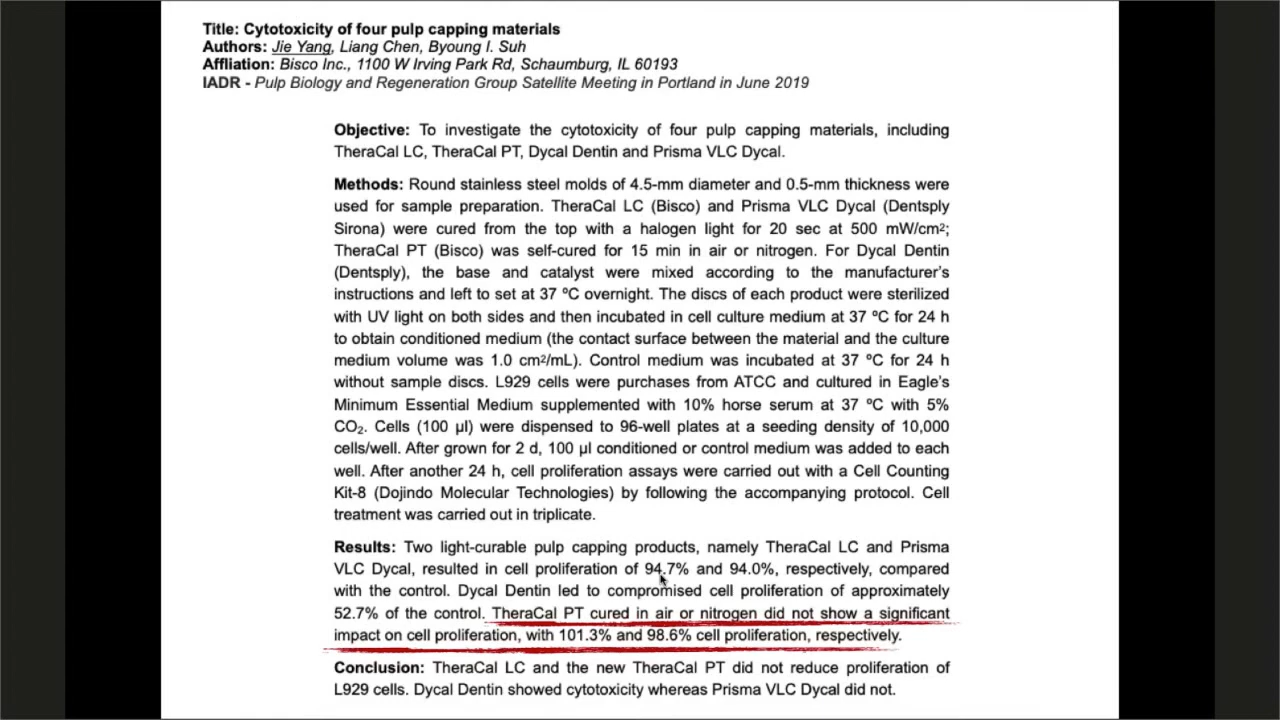 Title: Cytotoxicity of four pulp capping materials
Authors: Jie Yang, Liang Chen, Byoung I. Suh
Affliation: Bisco Inc., 1100 W Irving Park Rd, Schaumburg, IL 60193
IADR - Pulp Biology and Regeneration Group Satellite Meeting in Portland in June 2019
Objective: To investigate the cytotoxicity of four pulp capping materials, including
TheraCal LC, TheraCal PT, Dycal Dentin and Prisma VLC Dycal.
Methods: Round stainless steel molds of 4.5-mm diameter and 0.5-mm thickness were
used for sample preparation. TheraCal LC (Bisco) and Prisma VLC Dycal (Dentsply
Sirona) were cured from the top with a halogen light for 20 sec at 500 mW/cm²;
TheraCal PT (Bisco) was self-cured for 15 min in air or nitrogen. For Dycal Dentin
(Dentsply), the base and catalyst were mixed according to the manufacturer’s
instructions and left to set at 37 ºC overnight. The discs of each product were sterilized
with UV light on both sides and then incubated in cell culture medium at 37 ºC for 24 h
to obtain conditioned medium (the contact surface between the material and the culture
medium volume was 1.0 cm²/mL). Control medium was incubated at 37 ºC for 24 h
without sample discs. L929 cells were purchases from ATCC and cultured in Eagle’s
Minimum Essential Medium supplemented with 10% horse serum at 37 ºC with 5%
CO₂. Cells (100 µl) were dispensed to 96-well plates at a seeding density of 10,000
cells/well. After grown for 2 d, 100 µl conditioned or control medium was added to each
well. After another 24 h, cell proliferation assays were carried out with a Cell Counting
Kit-8 (Dojindo Molecular Technologies) by following the accompanying protocol. Cell
treatment was carried out in triplicate.
Results: Two light-curable pulp capping products, namely TheraCal LC and Prisma
VLC Dycal, resulted in cell proliferation of 94.7% and 94.0%, respectively, compared
with the control. Dycal Dentin led to compromised cell proliferation of approximately
52.7% of the control. TheraCal PT cured in air or nitrogen did not show a significant
impact on cell proliferation, with 101.3% and 98.6% cell proliferation, respectively.
Conclusion: TheraCal LC and the new TheraCal PT did not reduce proliferation of
L929 cells. Dycal Dentin showed cytotoxicity whereas Prisma VLC Dycal did not.